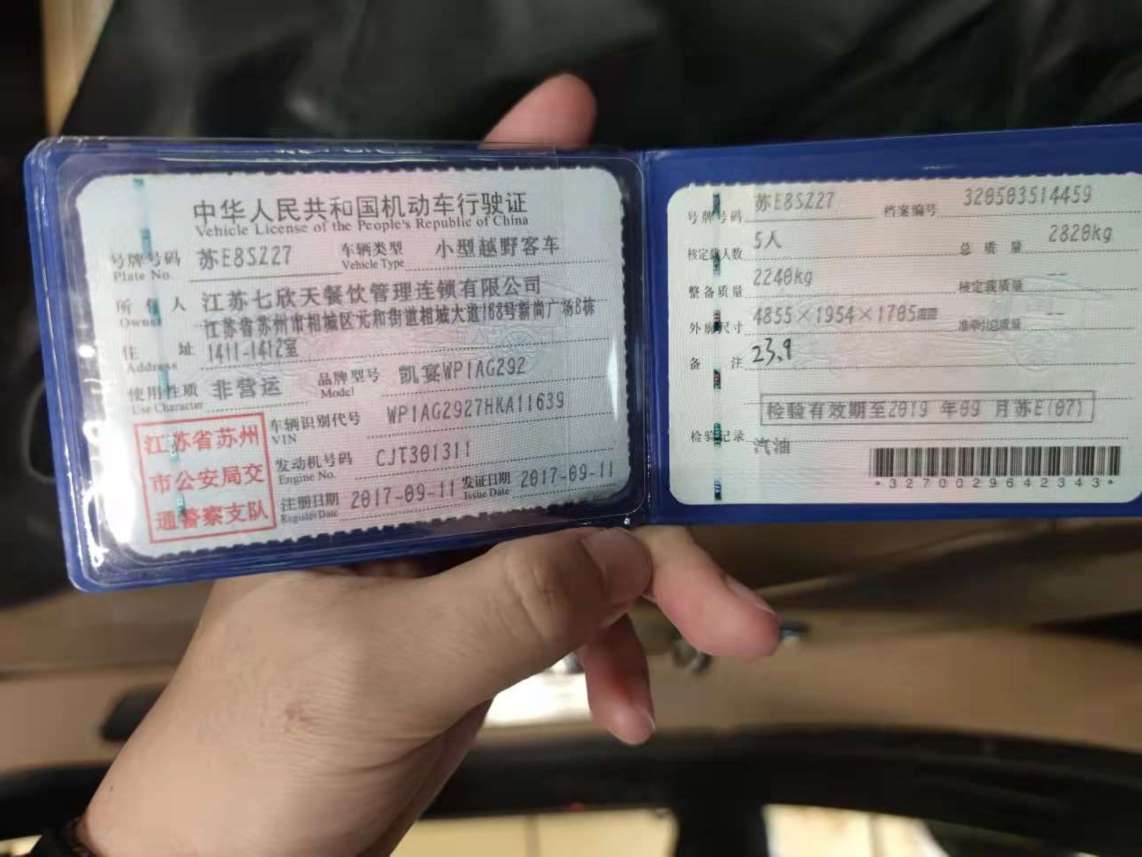 中华人民共和国机动车行驶证
Vehicle License of the People's Republic of China
号牌号码 苏E8SZ27 车辆类型 小型越野客车
Plate No. Vehicle Type
所有人 江苏七欣天餐饮管理连锁有限公司
Owner
江苏省苏州市相城区元和街道相城大道168号新尚广场B栋
住址 1411-1412室
Address
使用性质 非营运 品牌型号 凯宴WP1AG292
Use Character Model
江苏省苏州
市公安局交
通警察支队
车辆识别代号 WP1AG2927HKA11639
VIN
发动机号码 CJT301311
Engine No.
注册日期 2017-09-11 发证日期 2017-09-11
Register Date Issue Date
号牌号码 苏E8SZ27 档案编号 320503514459
核定载人数 5人 总质量 2820kg
整备质量 2240kg 核定载质量 --
外廓尺寸 4855×1954×1705mm 准牵引总质量 --
备注 23.9
检验有效期至2019 年09 月苏E(07)
检验记录
汽油
*3270029642343*